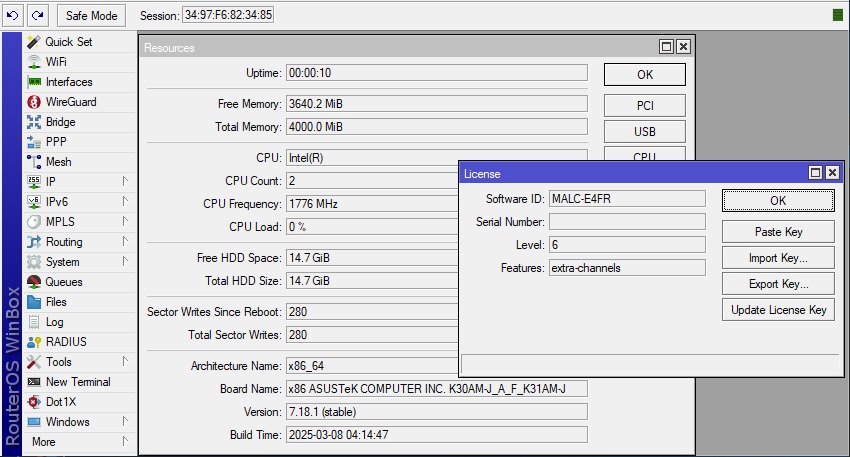 Safe Mode Session: 34:97:F6:82:34:85
RouterOS WinBox
Quick Set
WiFi
Interfaces
WireGuard
Bridge
PPP
Mesh
IP
IPv6
MPLS
Routing
System
Queues
Files
Log
RADIUS
Tools
New Terminal
Dot1X
Windows
More
Resources
Uptime: 00:00:10
Free Memory: 3640.2 MiB
Total Memory: 4000.0 MiB
CPU: Intel(R)
CPU Count: 2
CPU Frequency: 1776 MHz
CPU Load: 0 %
Free HDD Space: 14.7 GiB
Total HDD Size: 14.7 GiB
Sector Writes Since Reboot: 280
Total Sector Writes: 280
Architecture Name: x86_64
Board Name: x86 ASUSTeK COMPUTER INC. K30AM-J_A_F_K31AM-J
Version: 7.18.1 (stable)
Build Time: 2025-03-08 04:14:47
OK
PCI
USB
CPU
License
Software ID: MALC-E4FR
Serial Number:
Level: 6
Features: extra-channels
OK
Paste Key
Import Key...
Export Key...
Update License Key